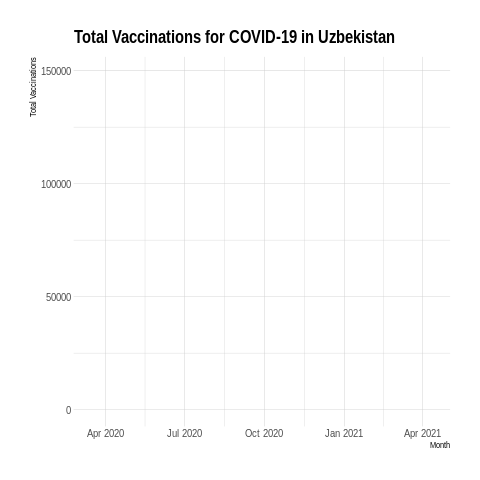 Total Vaccinations for COVID-19 in Uzbekistan
Total Vaccinations
150000
100000
50000
0
Apr 2020 Jul 2020 Oct 2020 Jan 2021 Apr 2021
Month